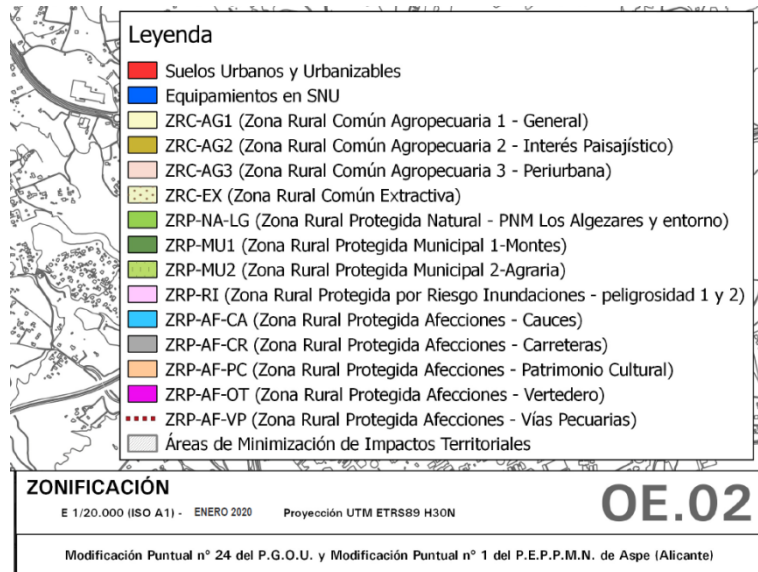 Leyenda
Suelos Urbanos y Urbanizables
Equipamientos en SNU
ZRC-AG1 (Zona Rural Común Agropecuaria 1 - General)
ZRC-AG2 (Zona Rural Común Agropecuaria 2 - Interés Paisajístico)
ZRC-AG3 (Zona Rural Común Agropecuaria 3 - Periurbana)
ZRC-EX (Zona Rural Común Extractiva)
ZRP-NA-LG (Zona Rural Protegida Natural - PNM Los Algezares y entorno)
ZRP-MU1 (Zona Rural Protegida Municipal 1-Montes)
ZRP-MU2 (Zona Rural Protegida Municipal 2-Agraria)
ZRP-RI (Zona Rural Protegida por Riesgo Inundaciones - peligrosidad 1 y 2)
ZRP-AF-CA (Zona Rural Protegida Afecciones - Cauces)
ZRP-AF-CR (Zona Rural Protegida Afecciones - Carreteras)
ZRP-AF-PC (Zona Rural Protegida Afecciones - Patrimonio Cultural)
ZRP-AF-OT (Zona Rural Protegida Afecciones - Vertedero)
ZRP-AF-VP (Zona Rural Protegida Afecciones - Vías Pecuarias)
Áreas de Minimización de Impactos Territoriales
ZONIFICACIÓN
E 1/20.000 (ISO A1) - ENERO 2020 Proyección UTM ETRS89 H30N
OE.02
Modificación Puntual nº 24 del P.G.O.U. y Modificación Puntual nº 1 del P.E.P.P.M.N. de Aspe (Alicante)